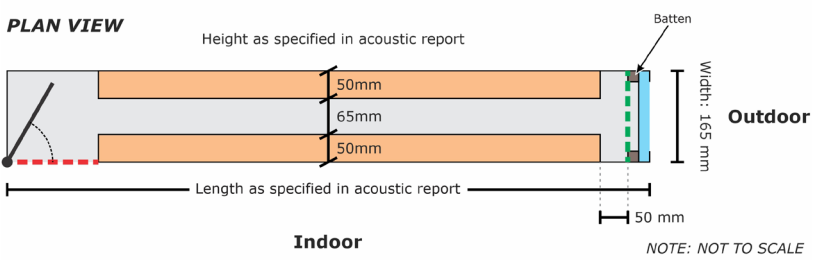 PLAN VIEW
Batten
Height as specified in acoustic report
50mm
65mm
50mm
Width: 165 mm
Outdoor
Length as specified in acoustic report
50 mm
Indoor
NOTE: NOT TO SCALE